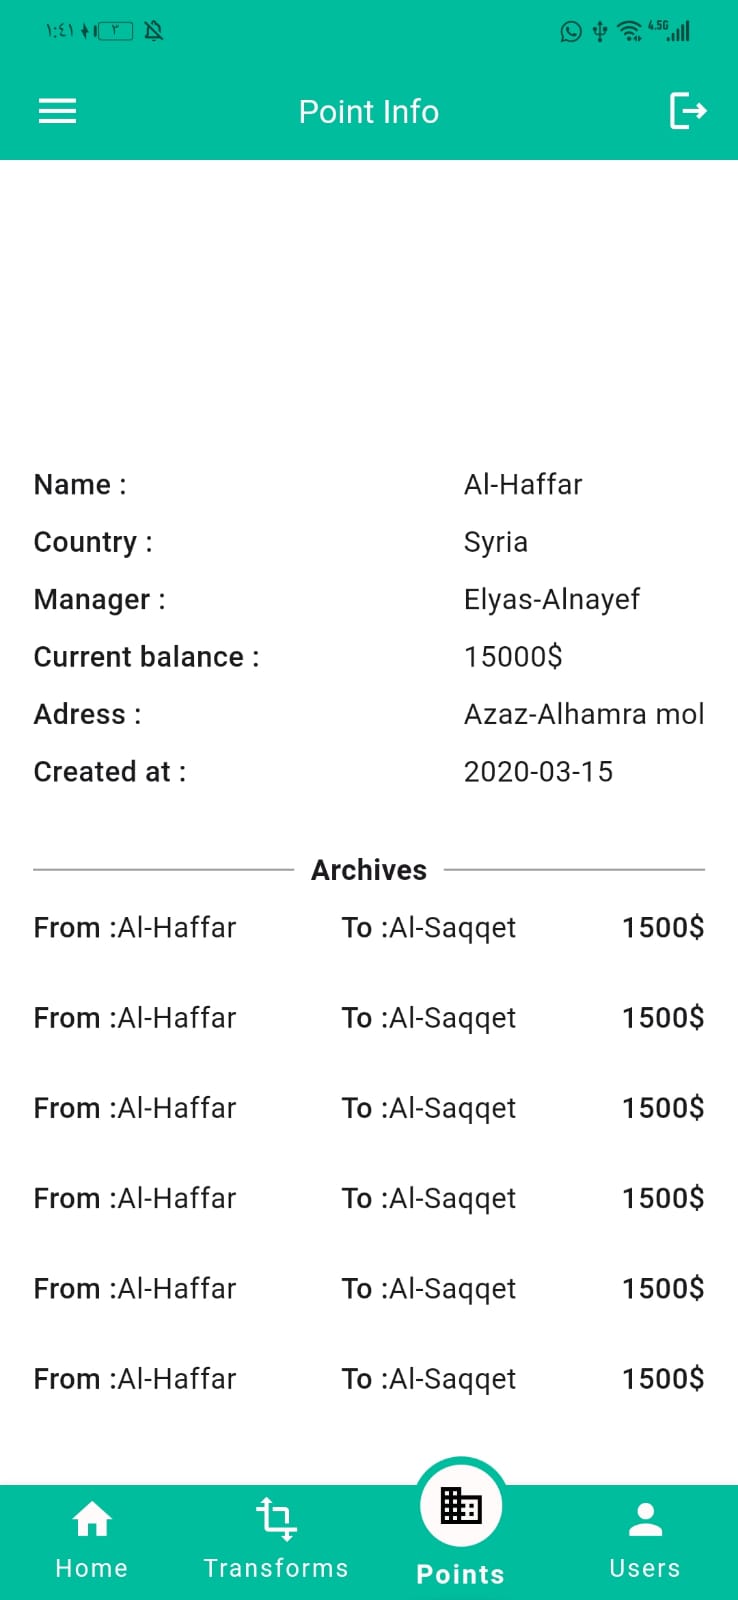 ١:٤١ ٣ 4.5G
Point Info
Name : Al-Haffar
Country : Syria
Manager : Elyas-Alnayef
Current balance : 15000$
Adress : Azaz-Alhamra mol
Created at : 2020-03-15
Archives
From :Al-Haffar To :Al-Saqqet 1500$
From :Al-Haffar To :Al-Saqqet 1500$
From :Al-Haffar To :Al-Saqqet 1500$
From :Al-Haffar To :Al-Saqqet 1500$
From :Al-Haffar To :Al-Saqqet 1500$
From :Al-Haffar To :Al-Saqqet 1500$
Home Transforms Points Users